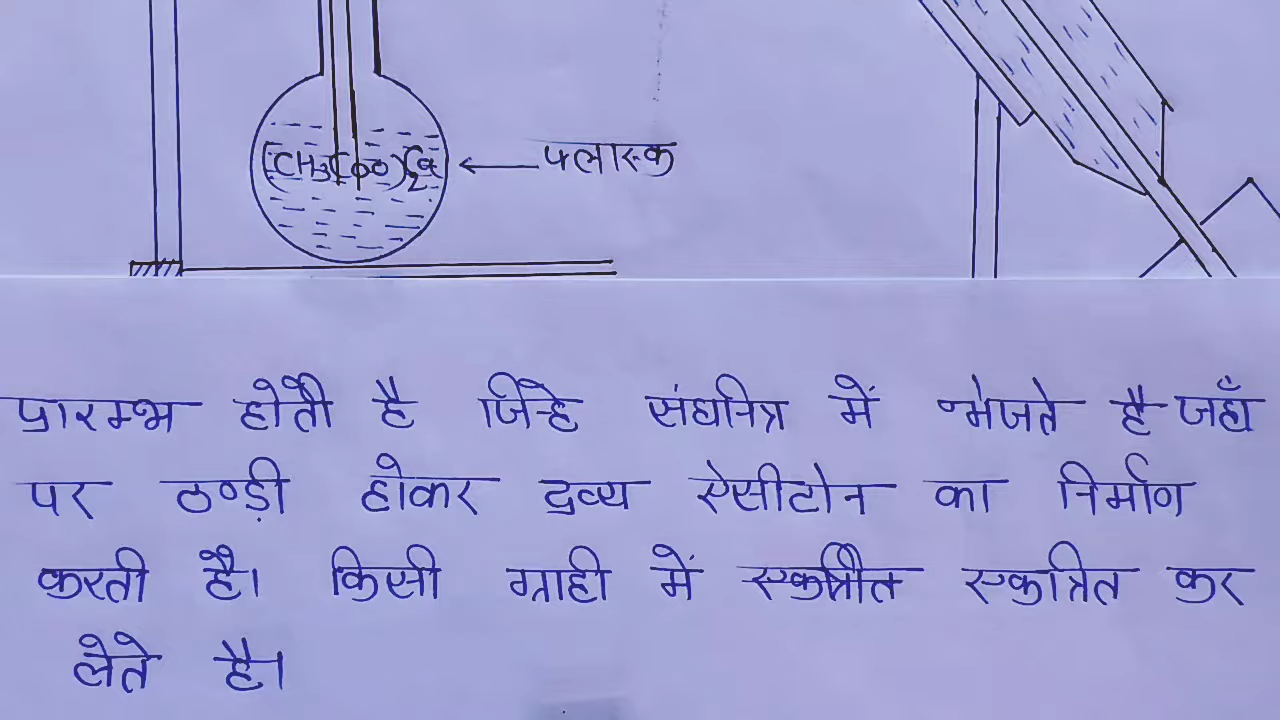 (CH3COO)2Ca
फ्लास्क
प्रारम्भ होती है जिन्हे संघनित्र में भेजते है जहाँ
पर ठण्ड़ी होकर द्रव्य ऐसीटोन का निर्माण
करती है। किसी ग्राही में एकत्रीत एकत्रित कर
लेते है।